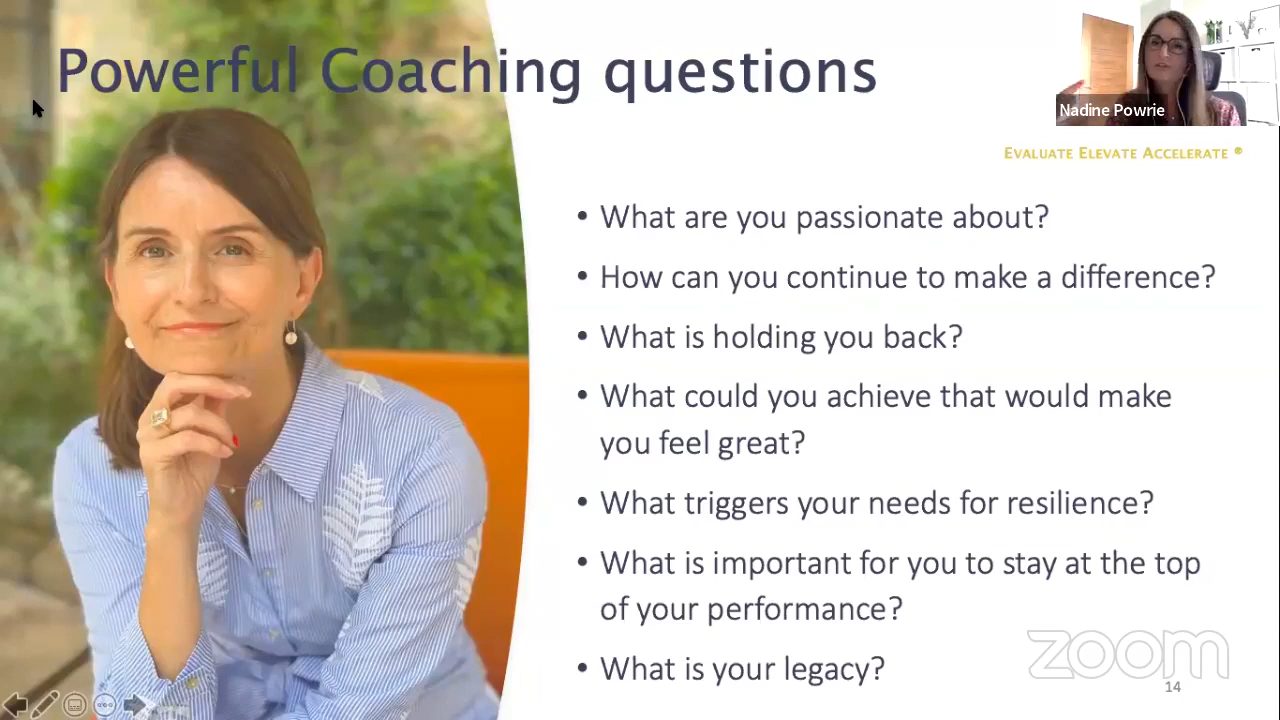 Powerful Coaching questions
Nadine Powrie
EVALUATE ELEVATE ACCELERATE ®
• What are you passionate about?
• How can you continue to make a difference?
• What is holding you back?
• What could you achieve that would make
you feel great?
• What triggers your needs for resilience?
• What is important for you to stay at the top
of your performance?
• What is your legacy?
zoom
14